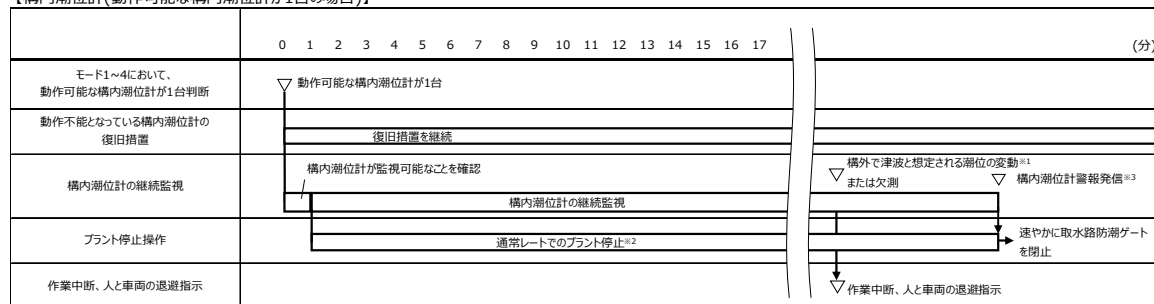 【構内潮位計(動作可能な構内潮位計が1台の場合)】
0 1 2 3 4 5 6 7 8 9 10 11 12 13 14 15 16 17 (分)
モード1~4において、
動作可能な構内潮位計が1台判断
動作可能な構内潮位計が1台
動作不能となっている構内潮位計の
復旧措置
復旧措置を継続
構内潮位計の継続監視
構内潮位計が監視可能なことを確認
構内潮位計の継続監視
構外で津波と想定される潮位の変動※1
または欠測
構内潮位計警報発信※3
プラント停止操作
通常レートでのプラント停止※2
速やかに取水路防潮ゲート
を閉止
作業中断、人と車両の退避指示
作業中断、人と車両の退避指示